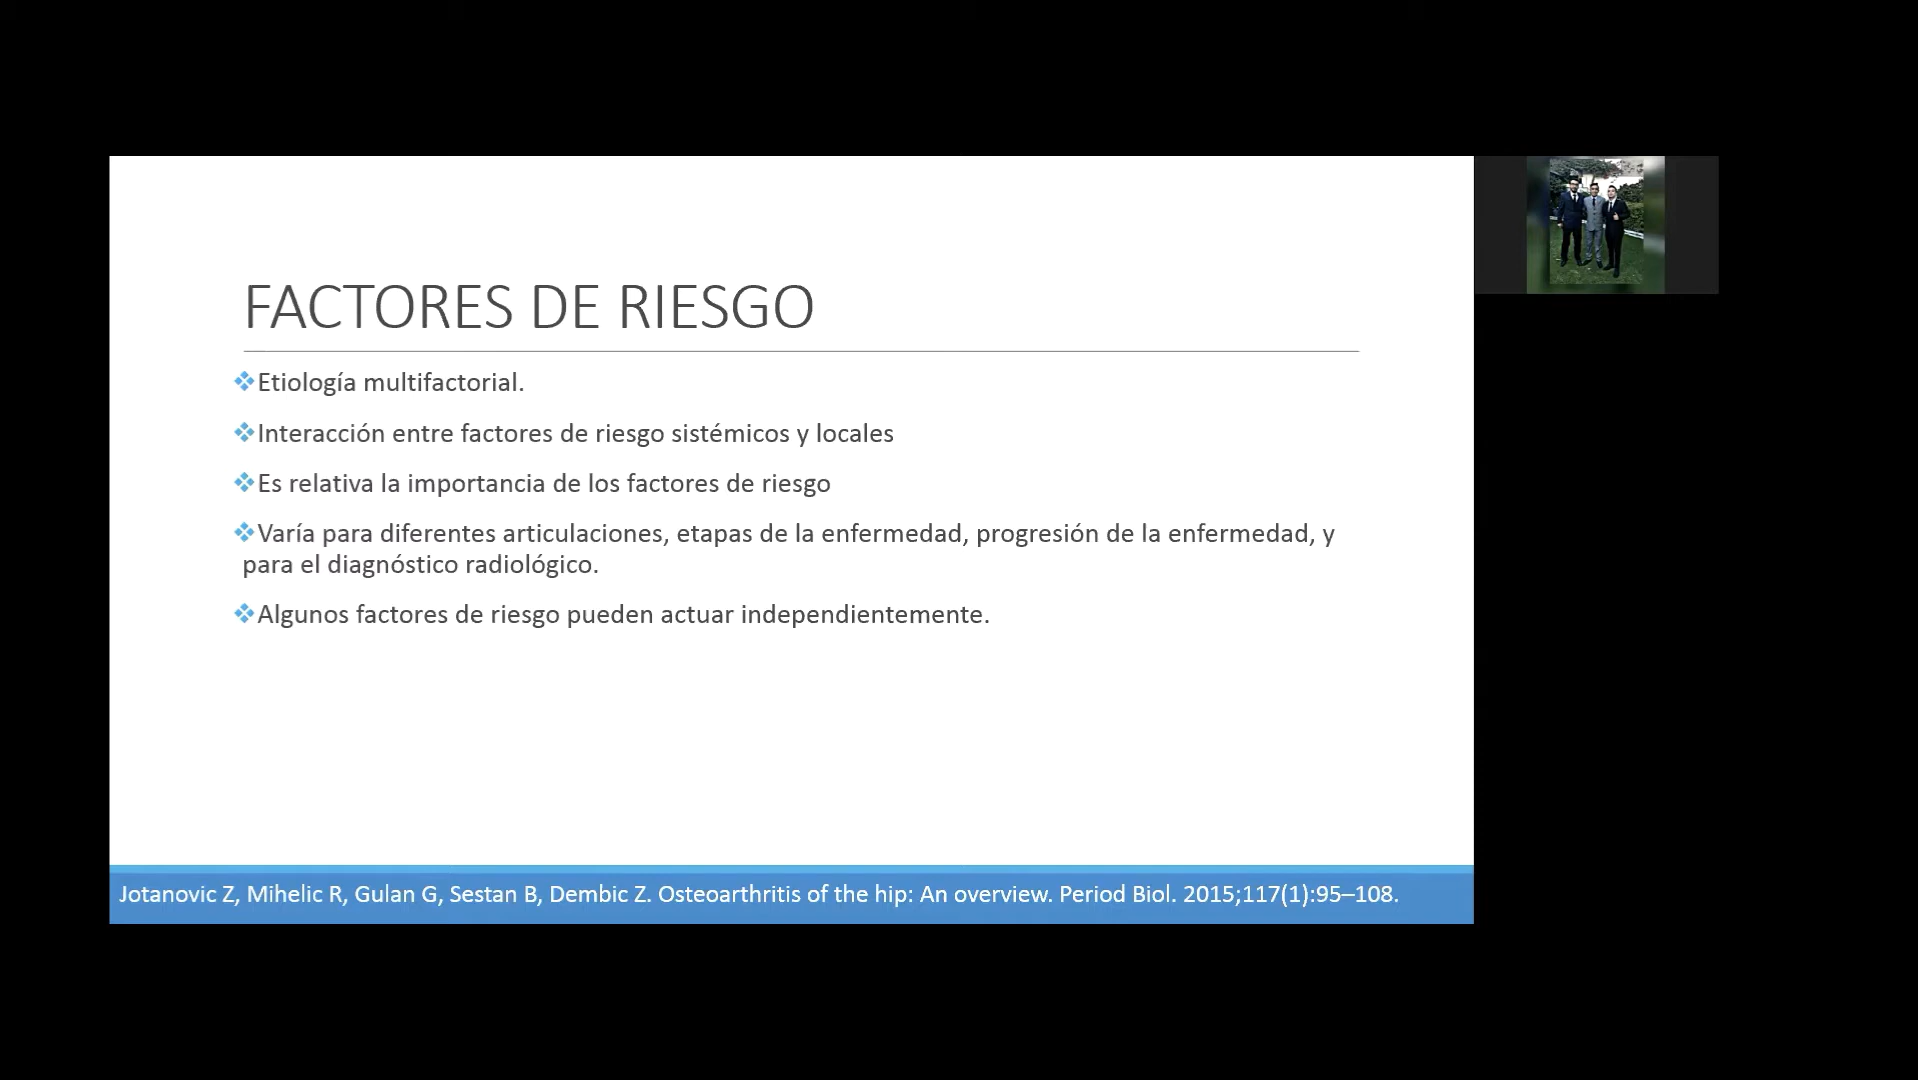 FACTORES DE RIESGO
Etiología multifactorial.
Interacción entre factores de riesgo sistémicos y locales
Es relativa la importancia de los factores de riesgo
Varía para diferentes articulaciones, etapas de la enfermedad, progresión de la enfermedad, y
para el diagnóstico radiológico.
Algunos factores de riesgo pueden actuar independientemente.
Jotanovic Z, Mihelic R, Gulan G, Sestan B, Dembic Z. Osteoarthritis of the hip: An overview. Period Biol. 2015;117(1):95–108.